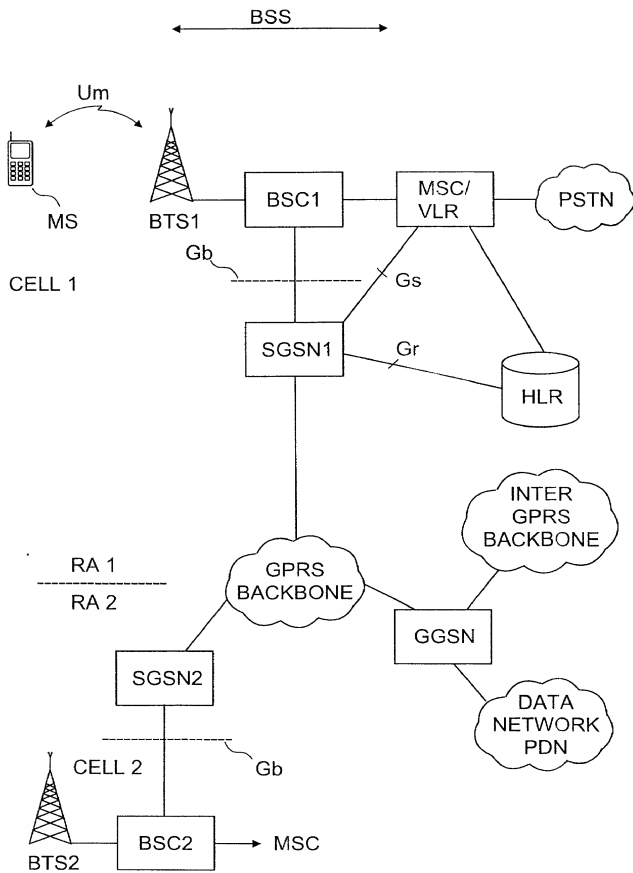 BSS
Um
MS
BTS1
BSC1
MSC/
VLR
PSTN
CELL 1
Gb
Gs
SGSN1
Gr
HLR
INTER
GPRS
BACKBONE
RA 1
RA 2
GPRS
BACKBONE
GGSN
SGSN2
DATA
NETWORK
PDN
CELL 2
Gb
BTS2
BSC2
MSC